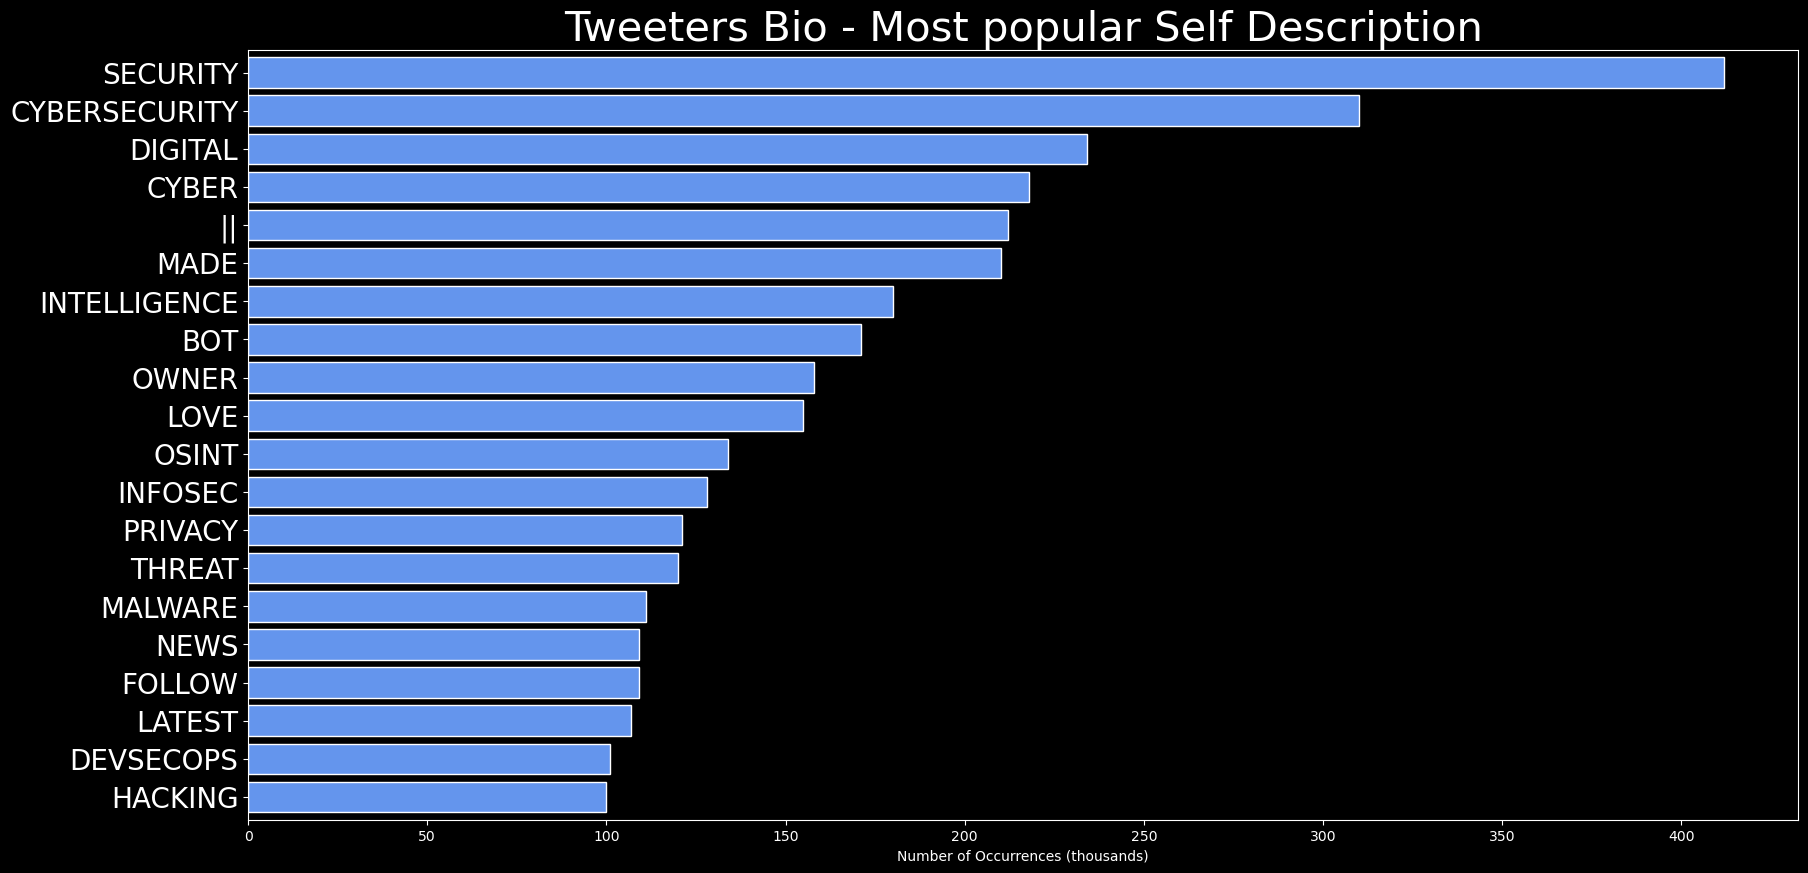 Tweeters Bio - Most popular Self Description
SECURITY
CYBERSECURITY
DIGITAL
CYBER
||
MADE
INTELLIGENCE
BOT
OWNER
LOVE
OSINT
INFOSEC
PRIVACY
THREAT
MALWARE
NEWS
FOLLOW
LATEST
DEVSECOPS
HACKING
0 50 100 150 200 250 300 350 400
Number of Occurrences (thousands)